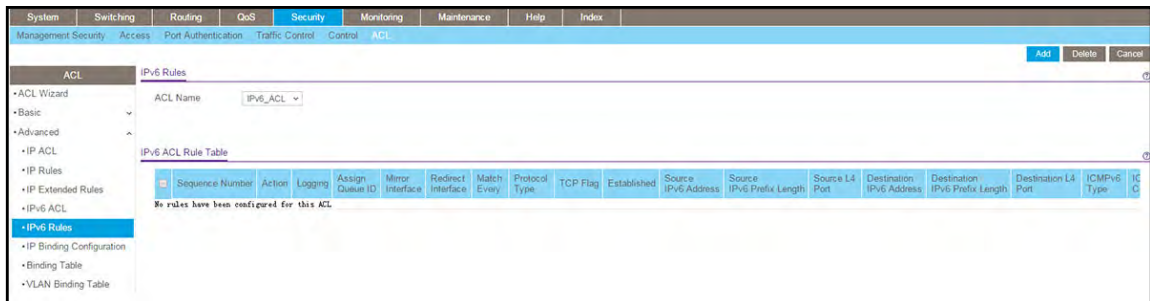 System Switching Routing QoS Security Monitoring Maintenance Help Index
Management Security Access Port Authentication Traffic Control Control ACL
Add Delete Cancel
ACL
• ACL Wizard
• Basic
• Advanced
• IP ACL
• IP Rules
• IP Extended Rules
• IPv6 ACL
• IPv6 Rules
• IP Binding Configuration
• Binding Table
• VLAN Binding Table
IPv6 Rules
ACL Name IPv6_ACL
IPv6 ACL Rule Table
Sequence Number Action Logging Assign Queue ID Mirror Interface Redirect Interface Match Every Protocol Type TCP Flag Established Source IPv6 Address Source IPv6 Prefix Length Source L4 Port Destination IPv6 Address Destination IPv6 Prefix Length Destination L4 Port ICMPv6 Type IC C
No rules have been configured for this ACL